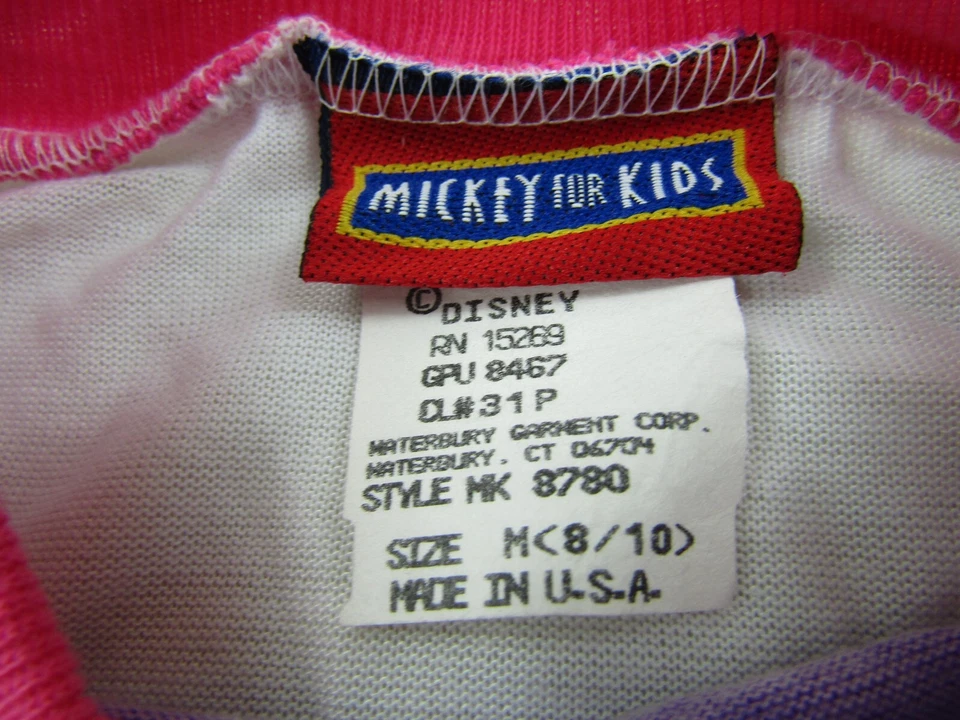 MICKEY FOR KIDS
© DISNEY
RN 15269
GPU 8467
CL#31P
WATERBURY GARMENT CORP.
WATERBURY, CT 06704
STYLE MK 8780
SIZE M<8/10>
MADE IN U.S.A.